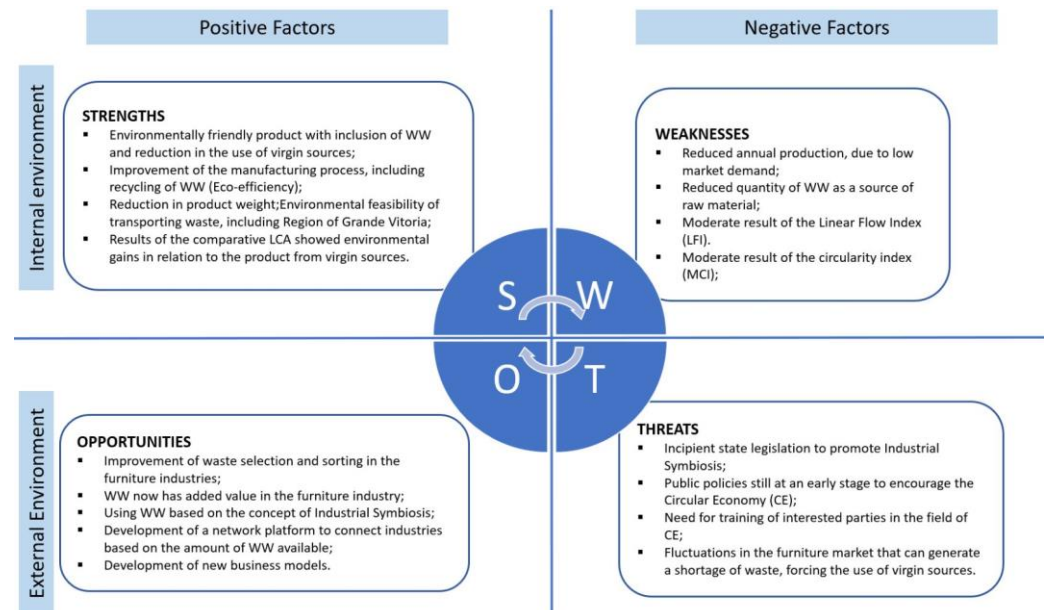 Positive Factors
Negative Factors
Internal environment
STRENGTHS
▪ Environmentally friendly product with inclusion of WW
and reduction in the use of virgin sources;
▪ Improvement of the manufacturing process, including
recycling of WW (Eco-efficiency);
▪ Reduction in product weight;Environmental feasibility of
transporting waste, including Region of Grande Vitoria;
▪ Results of the comparative LCA showed environmental
gains in relation to the product from virgin sources.
WEAKNESSES
▪ Reduced annual production, due to low
market demand;
▪ Reduced quantity of WW as a source of
raw material;
▪ Moderate result of the Linear Flow Index
(LFI).
▪ Moderate result of the circularity index
(MCI);
S
W
O
T
External Environment
OPPORTUNITIES
▪ Improvement of waste selection and sorting in the
furniture industries;
▪ WW now has added value in the furniture industry;
▪ Using WW based on the concept of Industrial Symbiosis;
▪ Development of a network platform to connect industries
based on the amount of WW available;
▪ Development of new business models.
THREATS
▪ Incipient state legislation to promote Industrial
Symbiosis;
▪ Public policies still at an early stage to encourage the
Circular Economy (CE);
▪ Need for training of interested parties in the field of
CE;
▪ Fluctuations in the furniture market that can generate
a shortage of waste, forcing the use of virgin sources.